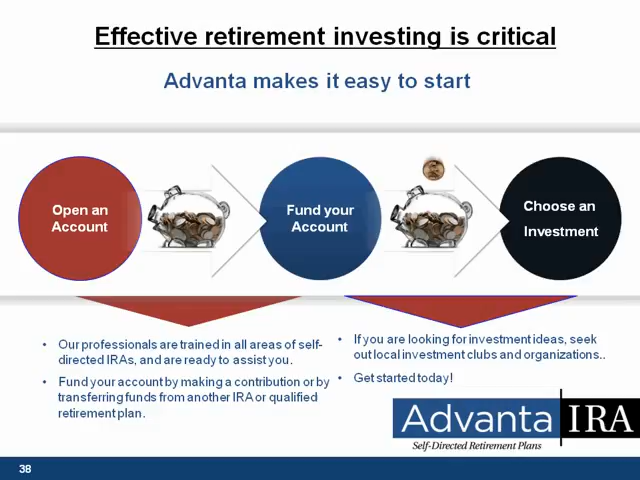 Effective retirement investing is critical
Advanta makes it easy to start
Open an
Account
Fund your
Account
Choose an
Investment
• Our professionals are trained in all areas of self-
directed IRAs, and are ready to assist you.
• Fund your account by making a contribution or by
transferring funds from another IRA or qualified
retirement plan.
• If you are looking for investment ideas, seek
out local investment clubs and organizations..
• Get started today!
Advanta IRA
Self-Directed Retirement Plans
38